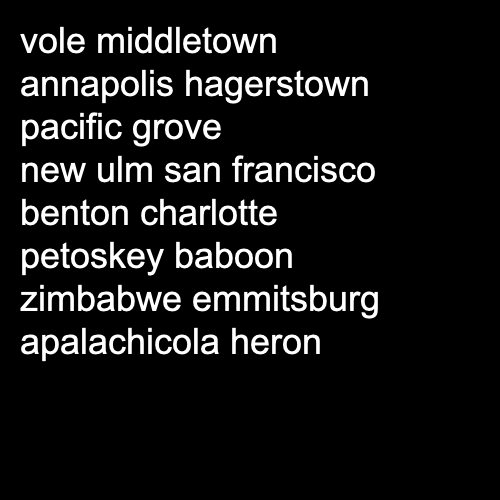 vole middletown
annapolis hagerstown
pacific grove
new ulm san francisco
benton charlotte
petoskey baboon
zimbabwe emmitsburg
apalachicola heron